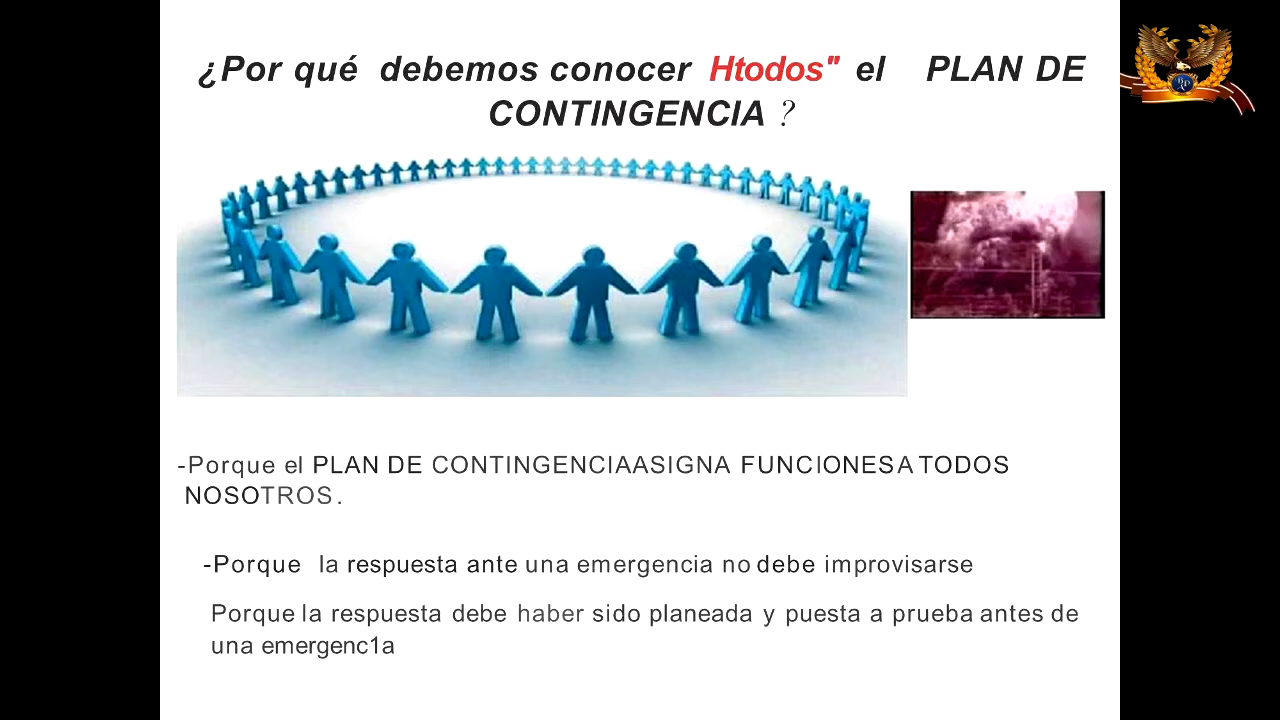 ¿Por qué debemos conocer Htodos" el PLAN DE
CONTINGENCIA ?
-Porque el PLAN DE CONTINGENCIAASIGNA FUNCIONES A TODOS
NOSOTROS .
-Porque la respuesta ante una emergencia no debe improvisarse
Porque la respuesta debe haber sido planeada y puesta a prueba antes de
una emergenc1a